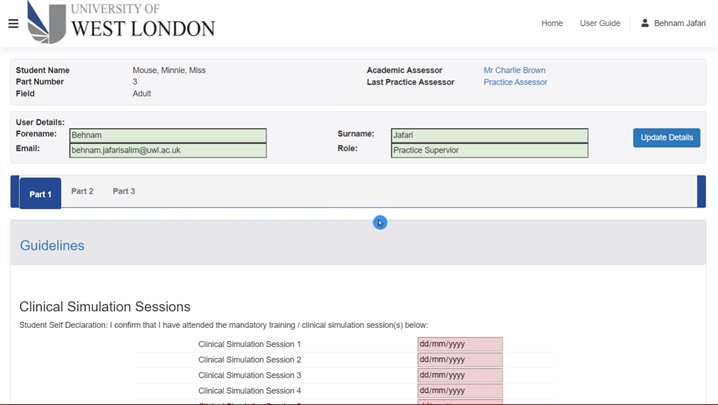 UNIVERSITY OF
WEST LONDON
Home User Guide Behnam Jafari
Student Name Mouse, Minnie, Miss Academic Assessor Mr Charlie Brown
Part Number 3 Last Practice Assessor Practice Assessor
Field Adult
User Details:
Forename: Behnam Surname: Jafari Update Details
Email: behnam.jafarisalim@uwl.ac.uk Role: Practice Supervior
Part 1 Part 2 Part 3
Guidelines
Clinical Simulation Sessions
Student Self Declaration: I confirm that I have attended the mandatory training / clinical simulation session(s) below:
Clinical Simulation Session 1 dd/mm/yyyy
Clinical Simulation Session 2 dd/mm/yyyy
Clinical Simulation Session 3 dd/mm/yyyy
Clinical Simulation Session 4 dd/mm/yyyy